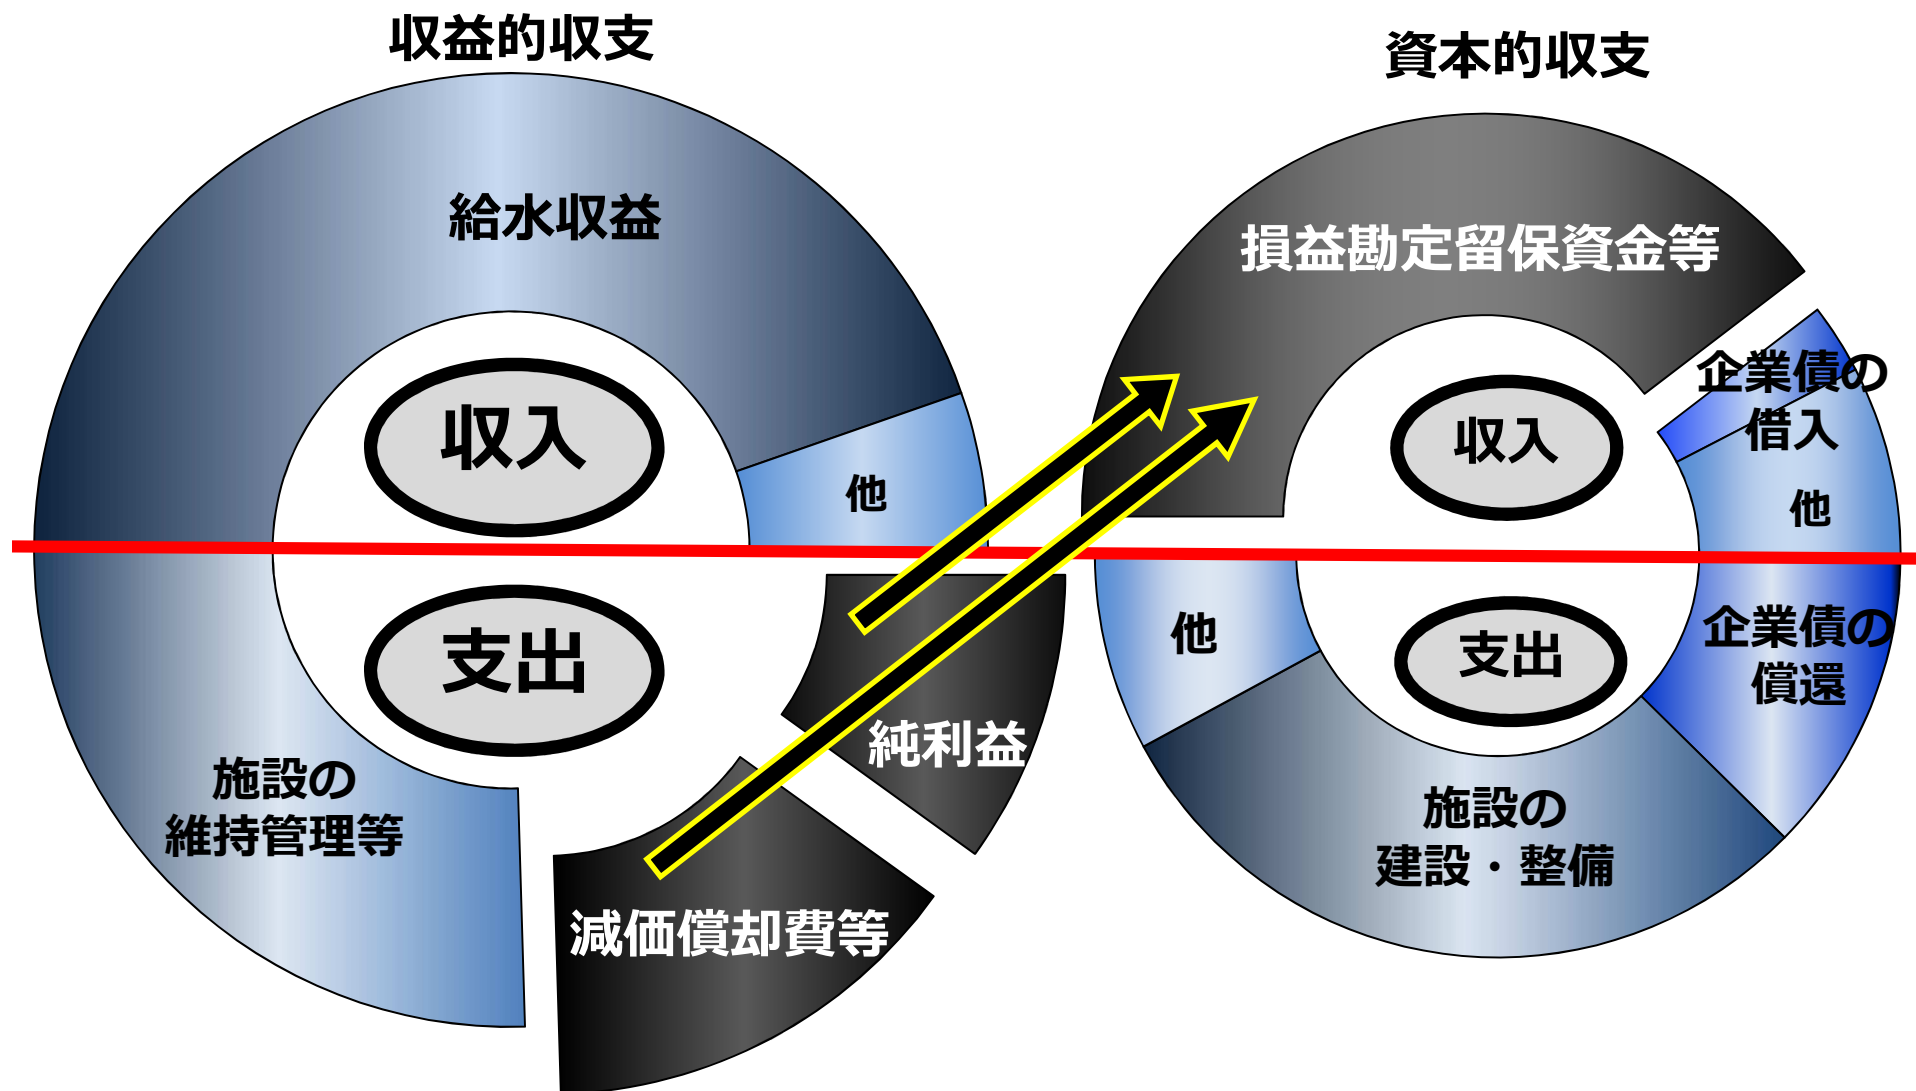 収益的収支
給水収益
収入
他
支出
純利益
施設の
維持管理等
減価償却費等
資本的収支
損益勘定留保資金等
企業債の
借入
収入
他
他
支出
企業債の
償還
施設の
建設・整備